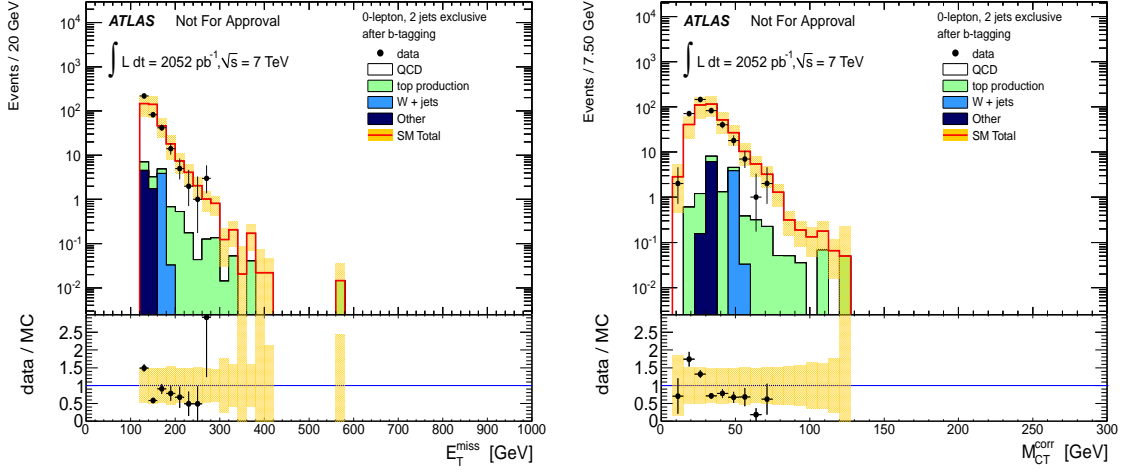 ATLAS Not For Approval
0-lepton, 2 jets exclusive
after b-tagging
∫ L dt = 2052 pb⁻¹, √s = 7 TeV
data
QCD
top production
W + jets
Other
SM Total
Events / 20 GeV
10⁴
10³
10²
10
1
10⁻¹
10⁻²
data / MC
2.5
2
1.5
1
0.5
0
0 100 200 300 400 500 600 700 800 900 1000
E_T^miss [GeV]
ATLAS Not For Approval
0-lepton, 2 jets exclusive
after b-tagging
∫ L dt = 2052 pb⁻¹, √s = 7 TeV
data
QCD
top production
W + jets
Other
SM Total
Events / 7.50 GeV
10⁴
10³
10²
10
1
10⁻¹
10⁻²
data / MC
2.5
2
1.5
1
0.5
0
0 50 100 150 200 250 300
M_CT^corr [GeV]